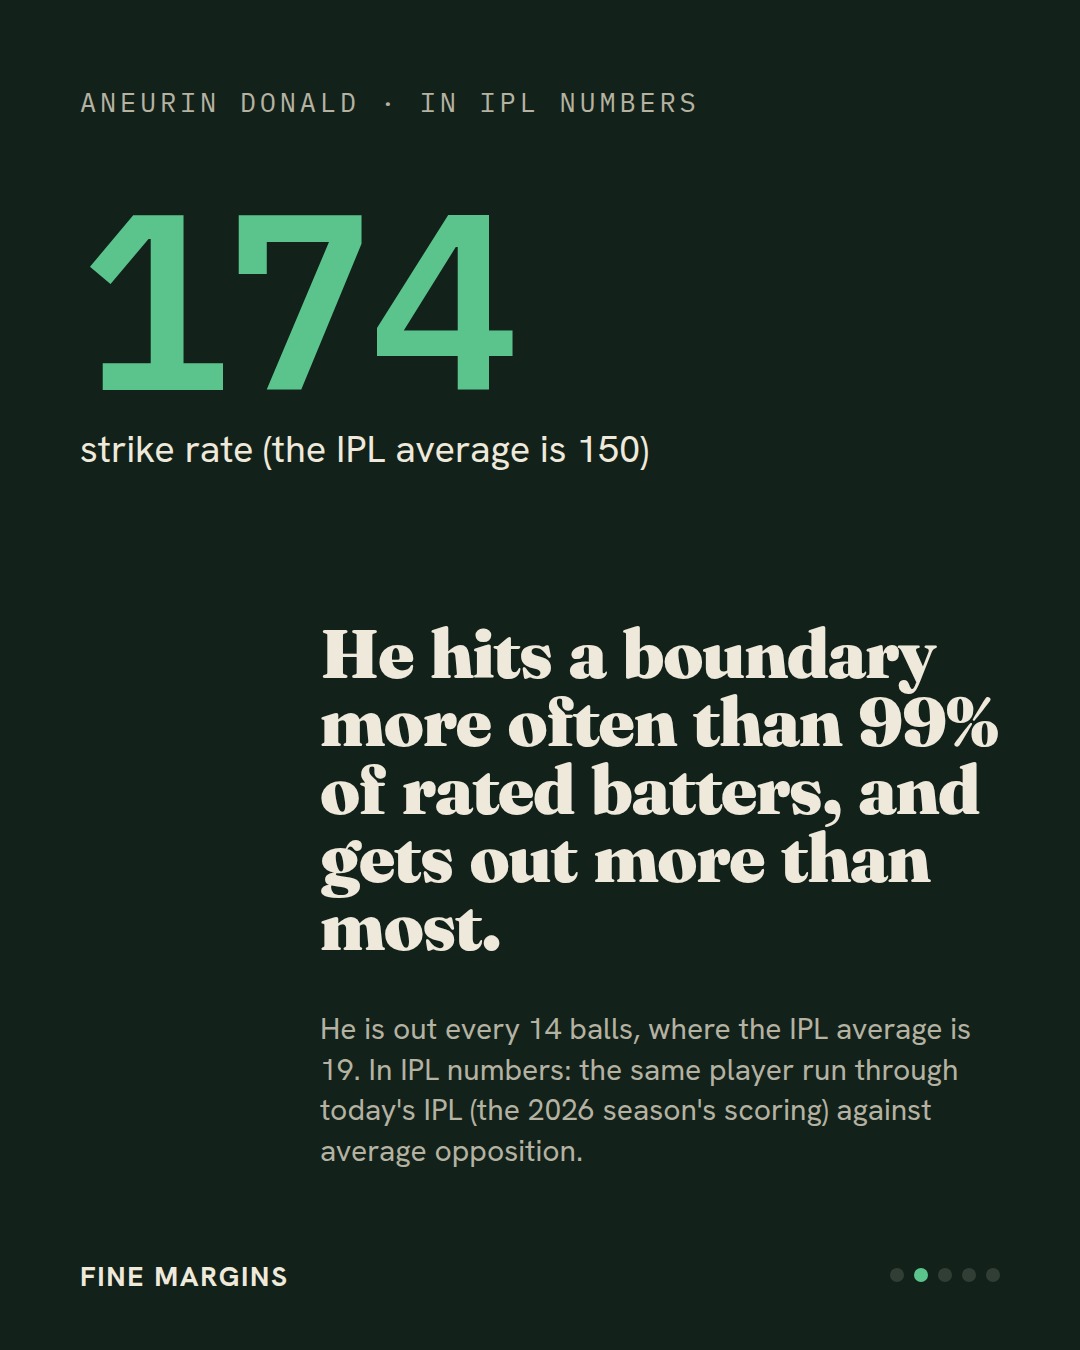 ANEURIN DONALD · IN IPL NUMBERS
174
strike rate (the IPL average is 150)
He hits a boundary
more often than 99%
of rated batters, and
gets out more than
most.
He is out every 14 balls, where the IPL average is
19. In IPL numbers: the same player run through
today's IPL (the 2026 season's scoring) against
average opposition.
FINE MARGINS